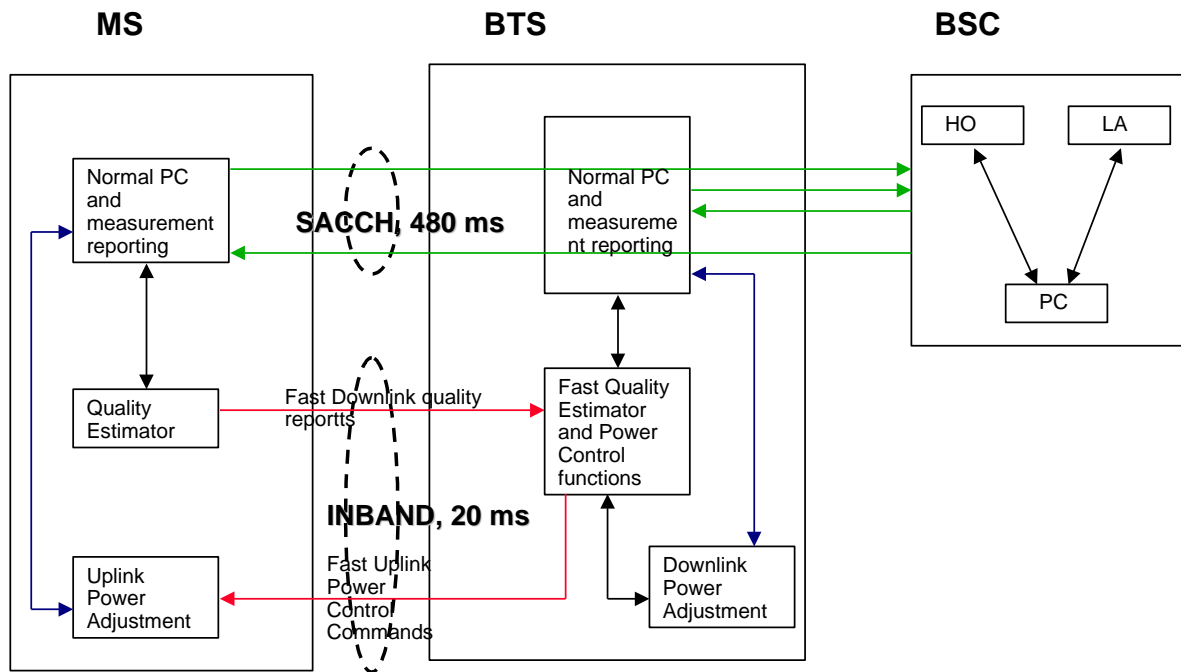 MS
BTS
BSC
HO
LA
PC
Normal PC
and
measurement
reporting
SACCH, 480 ms
Normal PC
and
measureme
nt reporting
Quality
Estimator
Fast Downlink quality
reportts
Fast Quality
Estimator
and Power
Control
functions
INBAND, 20 ms
Uplink
Power
Adjustment
Fast Uplink
Power
Control
Commands
Downlink
Power
Adjustment